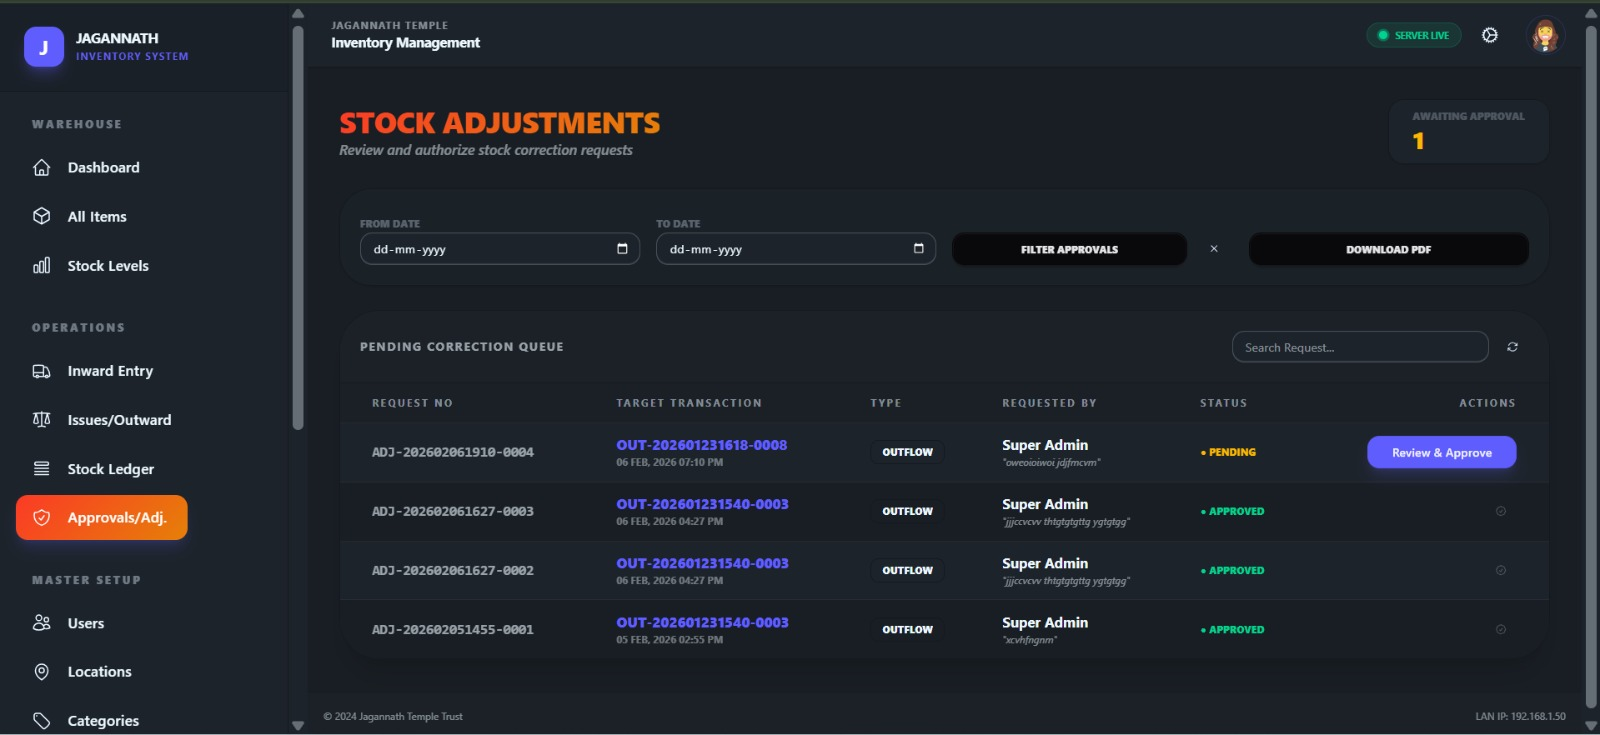 J
JAGANNATH
INVENTORY SYSTEM
WAREHOUSE
Dashboard
All Items
Stock Levels
OPERATIONS
Inward Entry
Issues/Outward
Stock Ledger
Approvals/Adj.
MASTER SETUP
Users
Locations
Categories
JAGANNATH TEMPLE
Inventory Management
SERVER LIVE
STOCK ADJUSTMENTS
Review and authorize stock correction requests
AWAITING APPROVAL
1
FROM DATE
dd-mm-yyyy
TO DATE
dd-mm-yyyy
FILTER APPROVALS
×
DOWNLOAD PDF
PENDING CORRECTION QUEUE
Search Request...
REQUEST NO TARGET TRANSACTION TYPE REQUESTED BY STATUS ACTIONS
ADJ-202602061910-0004
OUT-202601231618-0008
06 FEB, 2026 07:10 PM
OUTFLOW
Super Admin
"oweoioiwoi jdjfmcvm"
• PENDING
Review & Approve
ADJ-202602061627-0003
OUT-202601231540-0003
06 FEB, 2026 04:27 PM
OUTFLOW
Super Admin
"jjjccvcvv thtgtgtgttg ygtgtgg"
• APPROVED
ADJ-202602061627-0002
OUT-202601231540-0003
06 FEB, 2026 04:27 PM
OUTFLOW
Super Admin
"jjjccvcvv thtgtgtgttg ygtgtgg"
• APPROVED
ADJ-202602051455-0001
OUT-202601231540-0003
05 FEB, 2026 02:55 PM
OUTFLOW
Super Admin
"xcvhfngnm"
• APPROVED
© 2024 Jagannath Temple Trust
LAN IP: 192.168.1.50